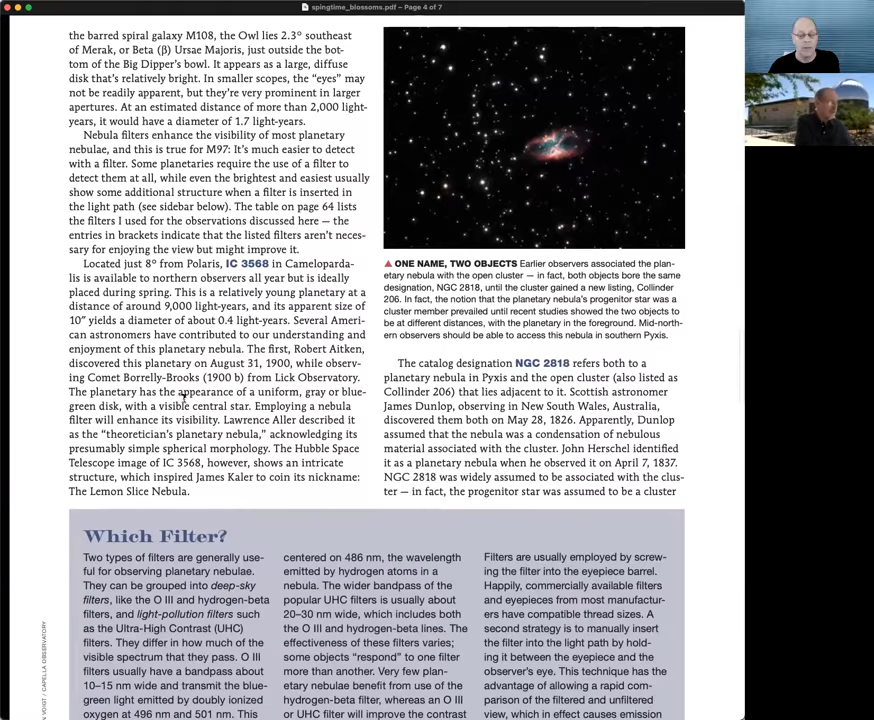 spingtime_blossoms.pdf – Page 4 of 7
the barred spiral galaxy M108, the Owl lies 2.3° southeast
of Merak, or Beta (β) Ursae Majoris, just outside the bot-
tom of the Big Dipper's bowl. It appears as a large, diffuse
disk that's relatively bright. In smaller scopes, the "eyes" may
not be readily apparent, but they're very prominent in larger
apertures. At an estimated distance of more than 2,000 light-
years, it would have a diameter of 1.7 light-years.
Nebula filters enhance the visibility of most planetary
nebulae, and this is true for M97: It's much easier to detect
with a filter. Some planetaries require the use of a filter to
detect them at all, while even the brightest and easiest usually
show some additional structure when a filter is inserted in
the light path (see sidebar below). The table on page 64 lists
the filters I used for the observations discussed here — the
entries in brackets indicate that the listed filters aren't neces-
sary for enjoying the view but might improve it.
Located just 8° from Polaris, IC 3568 in Cameloparda-
lis is available to northern observers all year but is ideally
placed during spring. This is a relatively young planetary at a
distance of around 9,000 light-years, and its apparent size of
10″ yields a diameter of about 0.4 light-years. Several Ameri-
can astronomers have contributed to our understanding and
enjoyment of this planetary nebula. The first, Robert Aitken,
discovered this planetary on August 31, 1900, while observ-
ing Comet Borrelly-Brooks (1900 b) from Lick Observatory.
The planetary has the appearance of a uniform, gray or blue-
green disk, with a visible central star. Employing a nebula
filter will enhance its visibility. Lawrence Aller described it
as the "theoretician's planetary nebula," acknowledging its
presumably simple spherical morphology. The Hubble Space
Telescope image of IC 3568, however, shows an intricate
structure, which inspired James Kaler to coin its nickname:
The Lemon Slice Nebula.
▲ ONE NAME, TWO OBJECTS Earlier observers associated the plan-
etary nebula with the open cluster — in fact, both objects bore the same
designation, NGC 2818, until the cluster gained a new listing, Collinder
206. In fact, the notion that the planetary nebula's progenitor star was a
cluster member prevailed until recent studies showed the two objects to
be at different distances, with the planetary in the foreground. Mid-north-
ern observers should be able to access this nebula in southern Pyxis.
The catalog designation NGC 2818 refers both to a
planetary nebula in Pyxis and the open cluster (also listed as
Collinder 206) that lies adjacent to it. Scottish astronomer
James Dunlop, observing in New South Wales, Australia,
discovered them both on May 28, 1826. Apparently, Dunlop
assumed that the nebula was a condensation of nebulous
material associated with the cluster. John Herschel identified
it as a planetary nebula when he observed it on April 7, 1837.
NGC 2818 was widely assumed to be associated with the clus-
ter — in fact, the progenitor star was assumed to be a cluster
Which Filter?
Two types of filters are generally use-
ful for observing planetary nebulae.
They can be grouped into deep-sky
filters, like the O III and hydrogen-beta
filters, and light-pollution filters such
as the Ultra-High Contrast (UHC)
filters. They differ in how much of the
visible spectrum that they pass. O III
filters usually have a bandpass about
10–15 nm wide and transmit the blue-
green light emitted by doubly ionized
oxygen at 496 nm and 501 nm. This
centered on 486 nm, the wavelength
emitted by hydrogen atoms in a
nebula. The wider bandpass of the
popular UHC filters is usually about
20–30 nm wide, which includes both
the O III and hydrogen-beta lines. The
effectiveness of these filters varies;
some objects "respond" to one filter
more than another. Very few plan-
etary nebulae benefit from use of the
hydrogen-beta filter, whereas an O III
or UHC filter will improve the contrast
Filters are usually employed by screw-
ing the filter into the eyepiece barrel.
Happily, commercially available filters
and eyepieces from most manufactur-
ers have compatible thread sizes. A
second strategy is to manually insert
the filter into the light path by hold-
ing it between the eyepiece and the
observer's eye. This technique has the
advantage of allowing a rapid com-
parison of the filtered and unfiltered
view, which in effect causes emission
VOIGT / CAPELLA OBSERVATORY